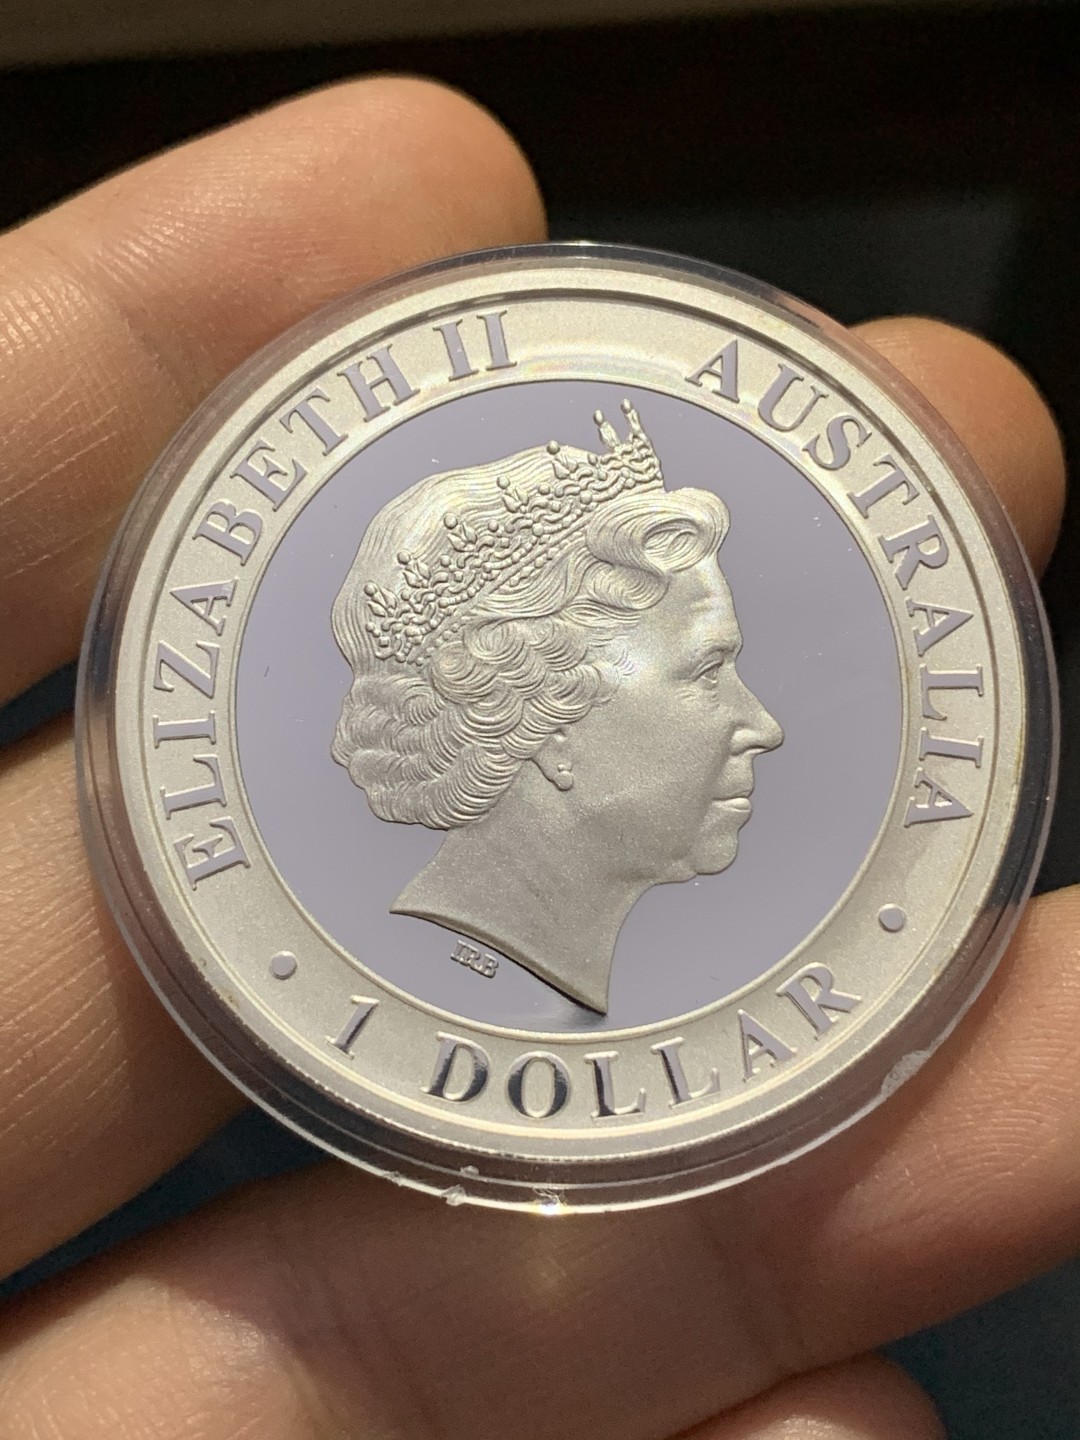 ELIZABETH II AUSTRALIA
IRB
• 1 DOLLAR •